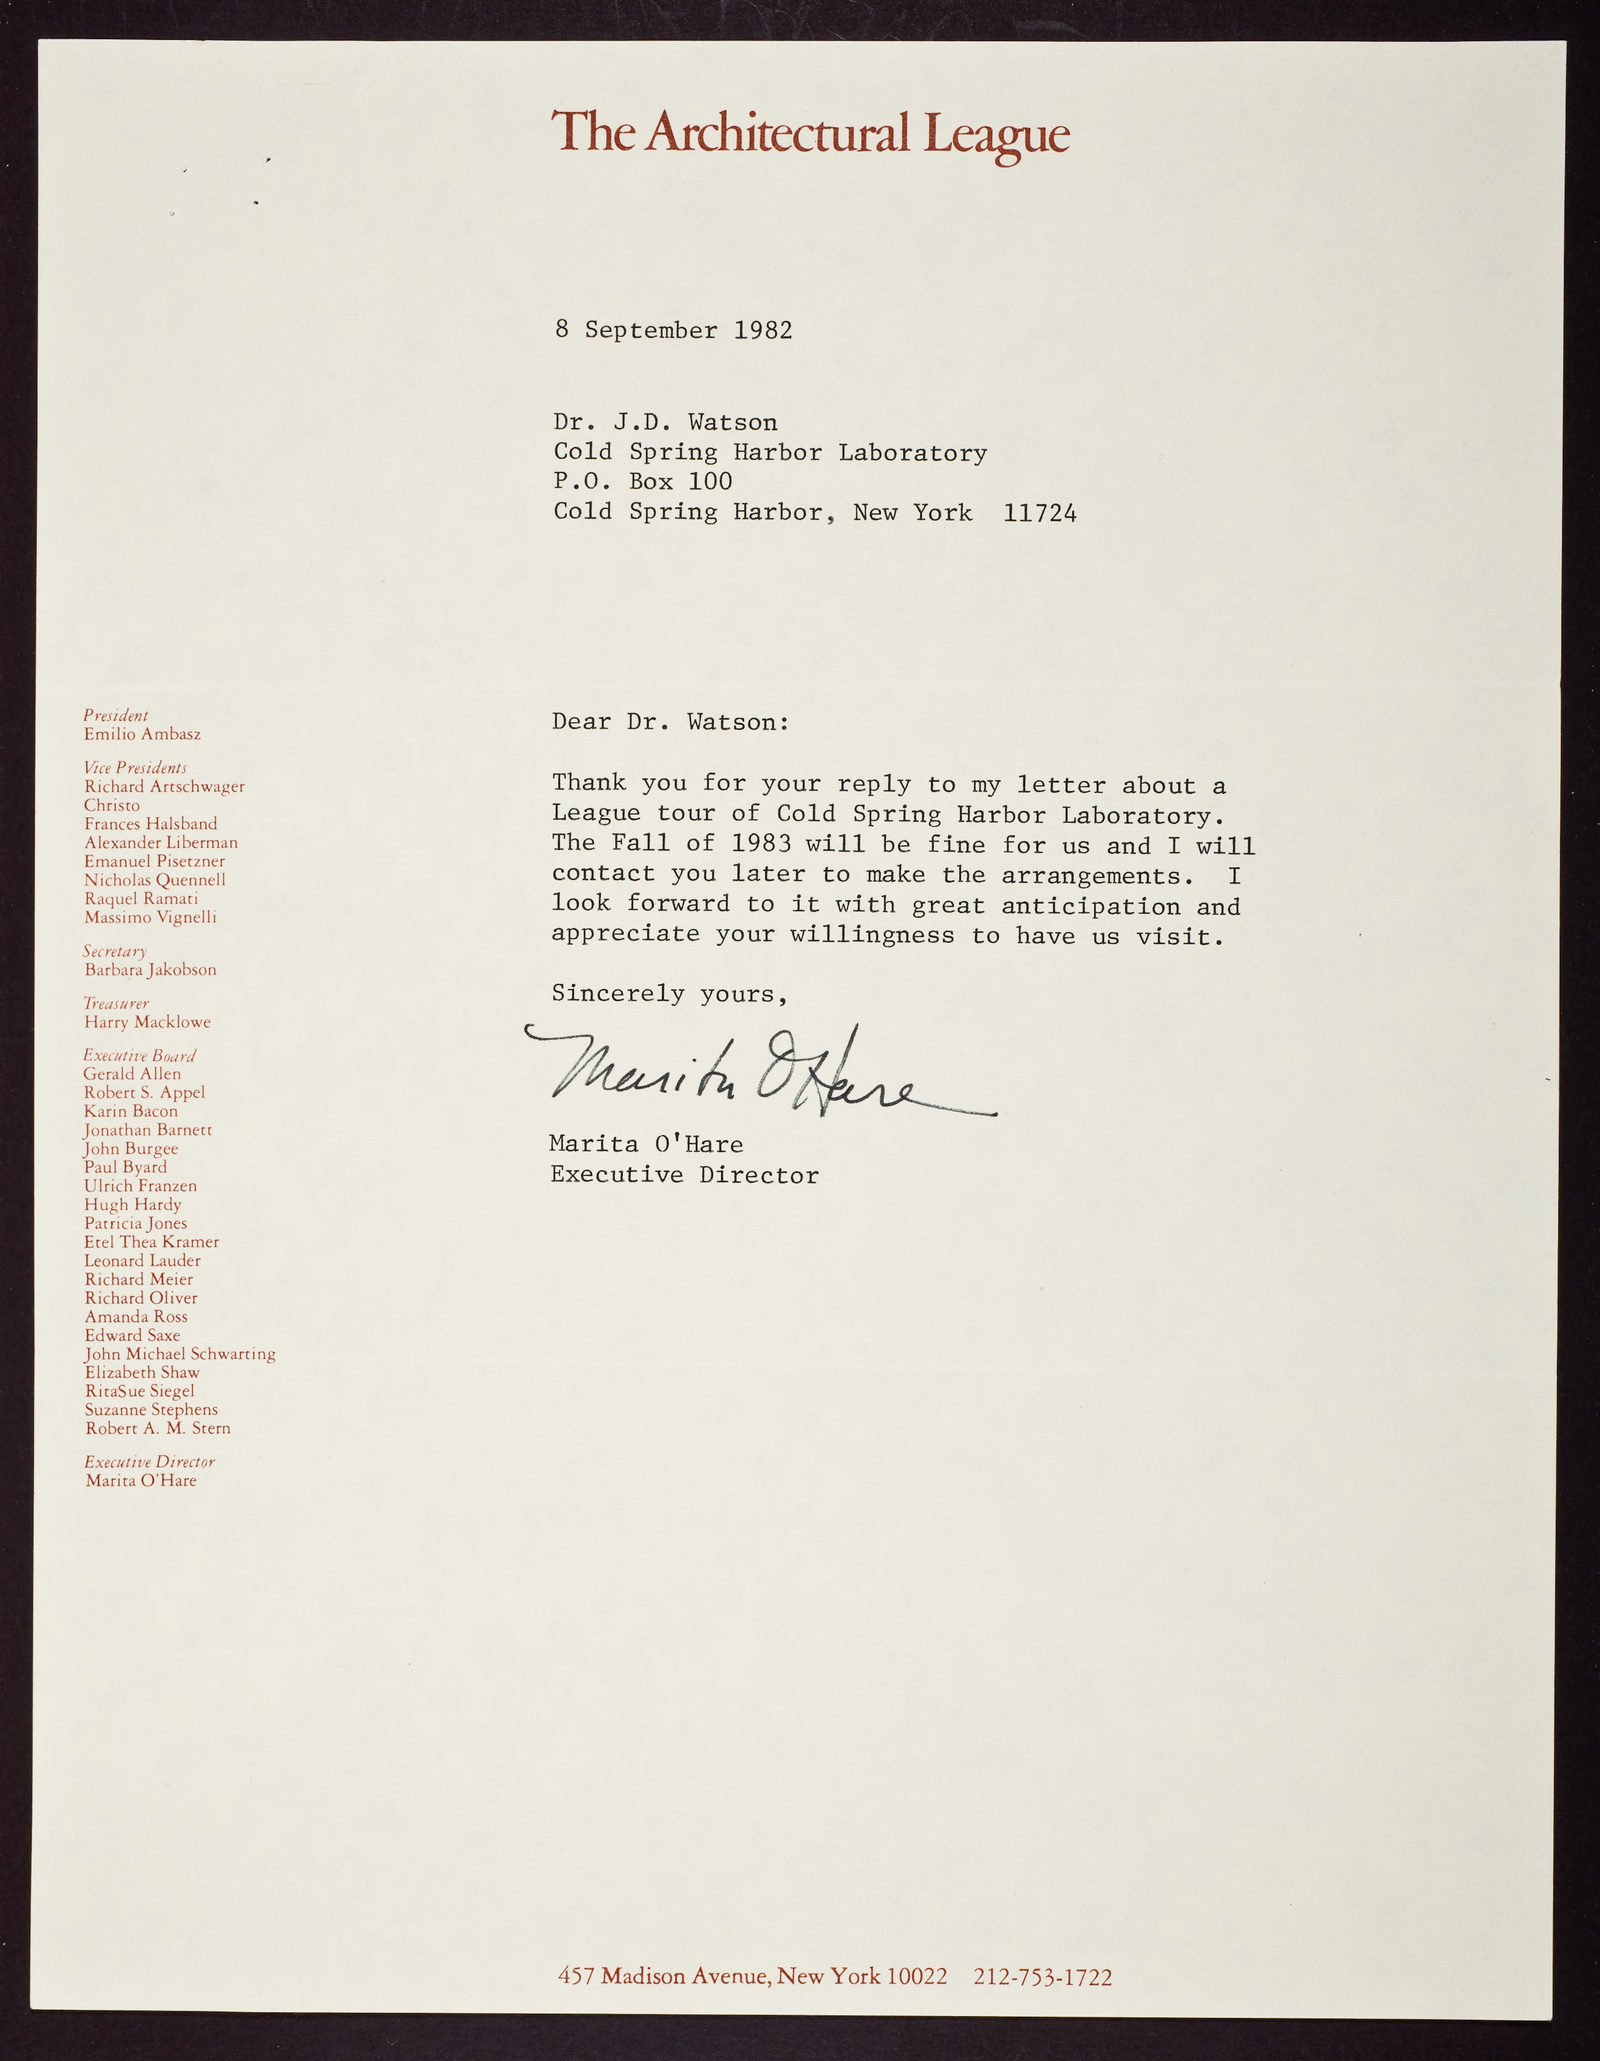 The Architectural League
8 September 1982
Dr. J.D. Watson
Cold Spring Harbor Laboratory
P.O. Box 100
Cold Spring Harbor, New York  11724
President
Emilio Ambasz
Vice Presidents
Richard Artschwager
Christo
Frances Halsband
Alexander Liberman
Emanuel Pisetzner
Nicholas Quennell
Raquel Ramati
Massimo Vignelli
Secretary
Barbara Jakobson
Treasurer
Harry Macklowe
Executive Board
Gerald Allen
Robert S. Appel
Karin Bacon
Jonathan Barnett
John Burgee
Paul Byard
Ulrich Franzen
Hugh Hardy
Patricia Jones
Etel Thea Kramer
Leonard Lauder
Richard Meier
Richard Oliver
Amanda Ross
Edward Saxe
John Michael Schwarting
Elizabeth Shaw
RitaSue Siegel
Suzanne Stephens
Robert A. M. Stern
Executive Director
Marita O'Hare
Dear Dr. Watson:
Thank you for your reply to my letter about a
League tour of Cold Spring Harbor Laboratory.
The Fall of 1983 will be fine for us and I will
contact you later to make the arrangements.  I
look forward to it with great anticipation and
appreciate your willingness to have us visit.
Sincerely yours,
Marita O'Hare
Marita O'Hare
Executive Director
457 Madison Avenue, New York 10022   212-753-1722